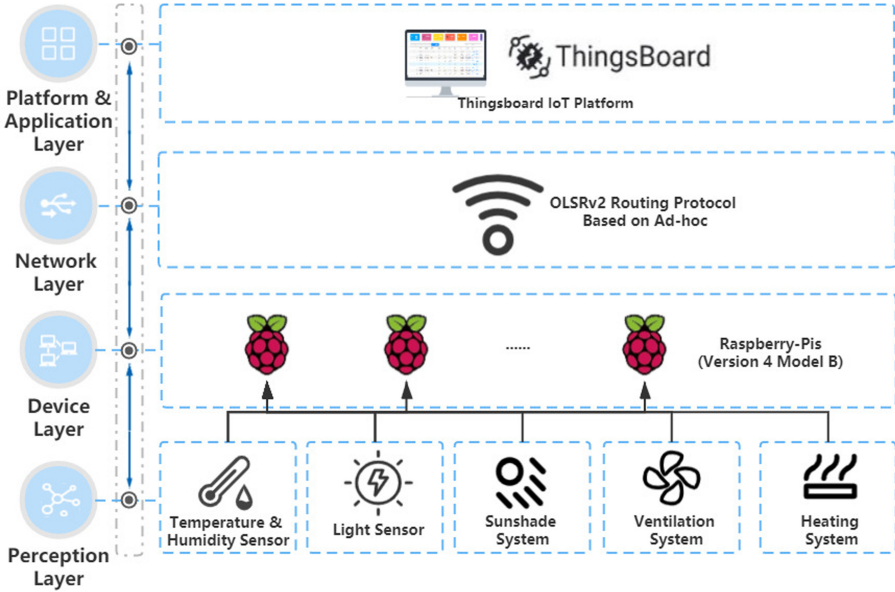 ThingsBoard
Thingsboard IoT Platform
Platform &
Application
Layer
OLSRv2 Routing Protocol
Based on Ad-hoc
Network
Layer
......
Raspberry-Pis
(Version 4 Model B)
Device
Layer
Temperature &
Humidity Sensor
Light Sensor
Sunshade
System
Ventilation
System
Heating
System
Perception
Layer